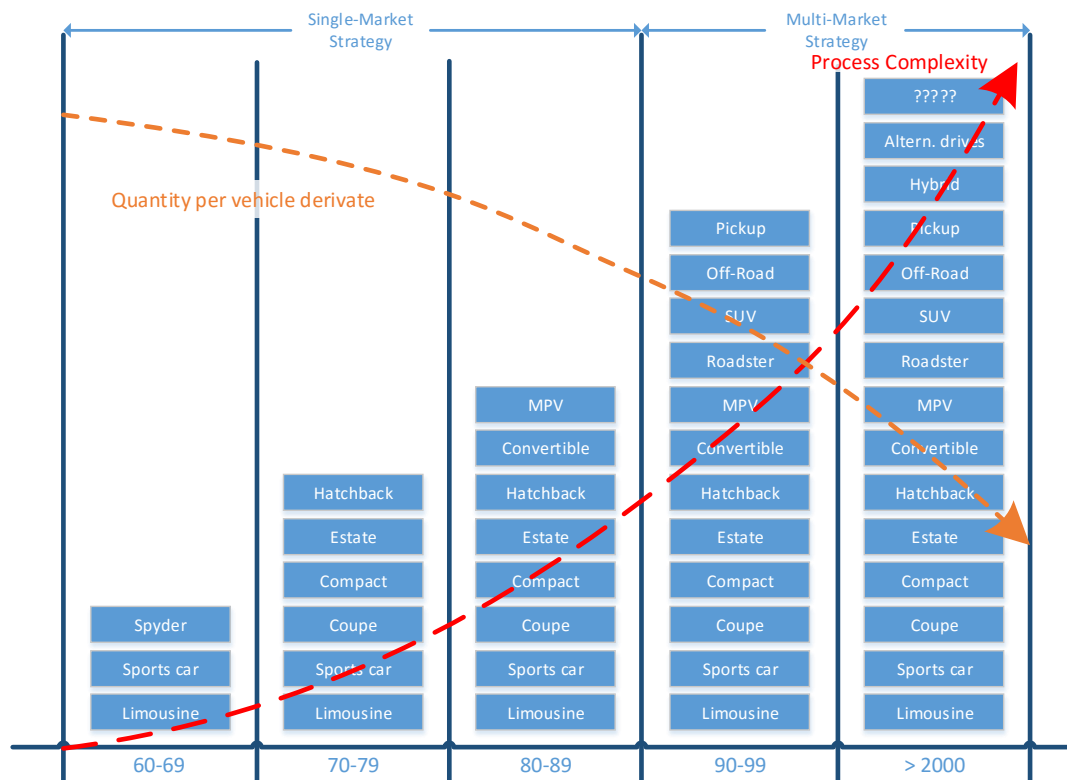 Single-Market
Strategy
Multi-Market
Strategy
Process Complexity
Quantity per vehicle derivate
Spyder
Sports car
Limousine
Hatchback
Estate
Compact
Coupe
Sports car
Limousine
MPV
Convertible
Hatchback
Estate
Compact
Coupe
Sports car
Limousine
Pickup
Off-Road
SUV
Roadster
MPV
Convertible
Hatchback
Estate
Compact
Coupe
Sports car
Limousine
?????
Altern. drives
Hybrid
Pickup
Off-Road
SUV
Roadster
MPV
Convertible
Hatchback
Estate
Compact
Coupe
Sports car
Limousine
60-69
70-79
80-89
90-99
> 2000